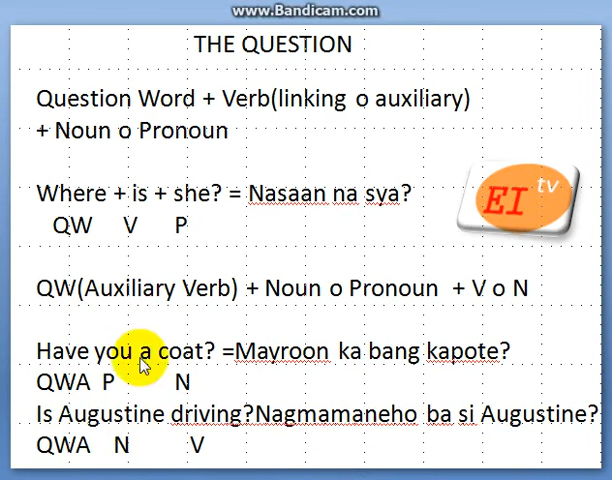 www.Bandicam.com
THE QUESTION
Question Word + Verb(linking o auxiliary)
+ Noun o Pronoun
Where + is + she? = Nasaan na sya?
QW V P
EI tv
QW(Auxiliary Verb) + Noun o Pronoun + V o N
Have you a coat? =Mayroon ka bang kapote?
QWA P N
Is Augustine driving?Nagmamaneho ba si Augustine?
QWA N V